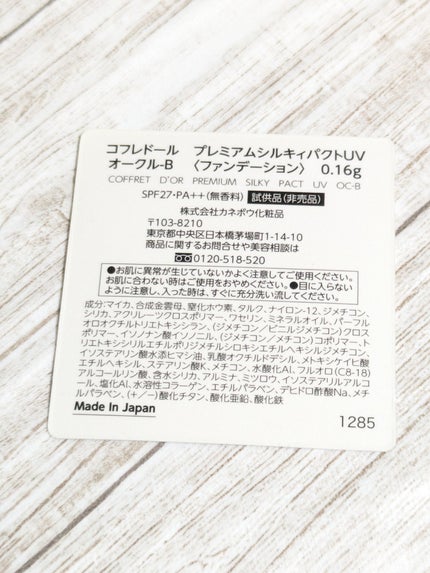 コフレドール　プレミアムシルキィパクトUV
オークル-B　〈ファンデーション〉　0.16g
COFFRET D'OR PREMIUM SILKY PACT UV OC-B
SPF27・PA++（無香料） 試供品（非売品）
株式会社カネボウ化粧品
〒103-8210
東京都中央区日本橋茅場町1-14-10
商品に関するお問合せや美容相談は
0120-518-520
●お肌に異常が生じていないかよく注意してご使用ください。
お肌に合わない時はご使用をおやめください。●目に入らない
ように注意し、入った時は、すぐに充分洗い流してください。
成分:マイカ、合成金雲母、窒化ホウ素、タルク、ナイロン-12、ジメチコン、
シリカ、アクリレーツクロスポリマー、ワセリン、ミネラルオイル、パーフル
オロオクチルトリエトキシシラン、（ジメチコン／ビニルジメチコン）クロス
ポリマー、イソノナン酸イソノニル、（ジメチコン／メチコン）コポリマー、ト
リエトキシシリルエチルポリジメチルシロキシエチルヘキシルジメチコン、
イソステアリン酸水添ヒマシ油、乳酸オクチルドデシル、メトキシケイヒ酸
エチルヘキシル、ステアリン酸K、メチコン、水酸化Al、フルオロ（C8-18）
アルコールリン酸、含水シリカ、アルミナ、ミツロウ、イソステアリルアルコ
ール、塩化Al、水溶性コラーゲン、エチルパラベン、デヒドロ酢酸Na、メチ
ルパラベン、（＋／－）酸化チタン、酸化亜鉛、酸化鉄
Made In Japan
1285